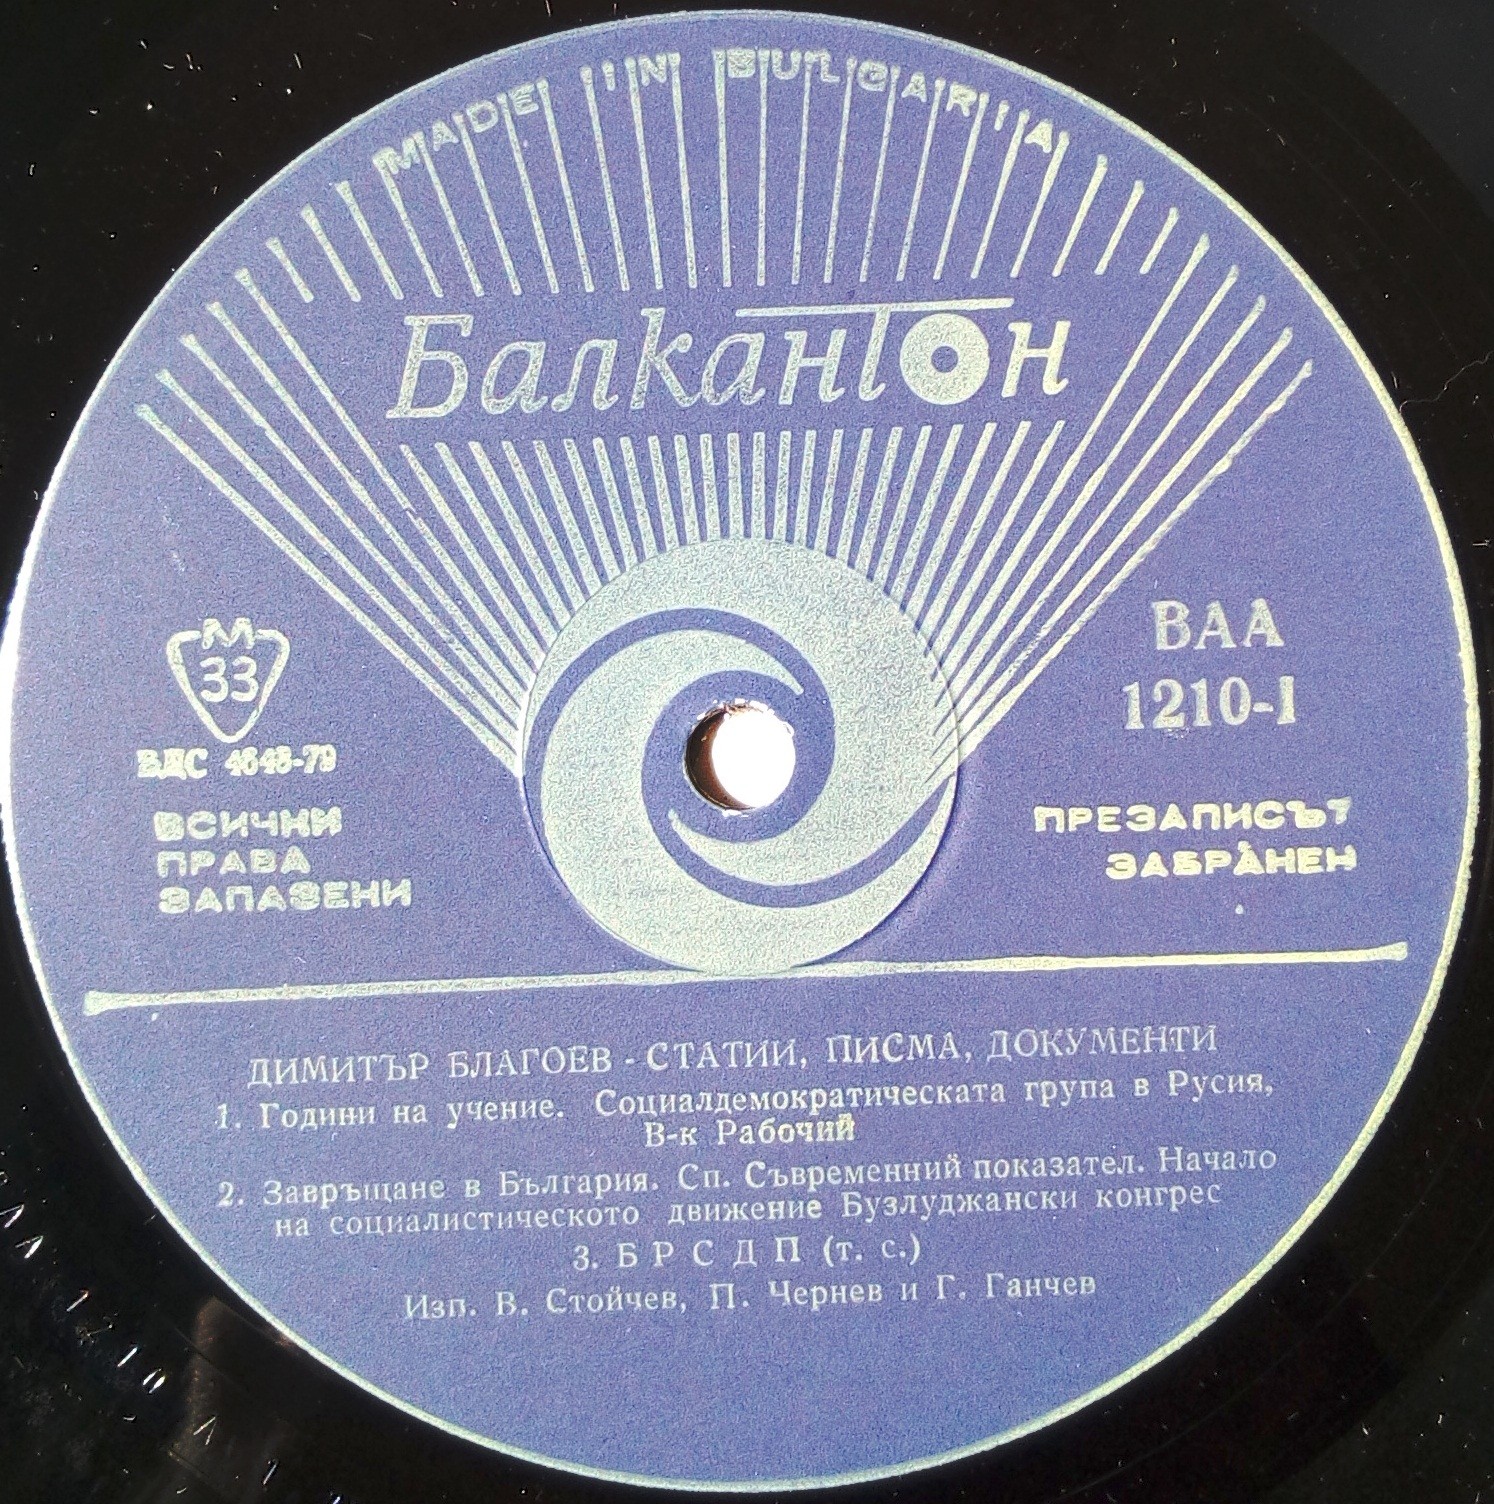 MADE IN BULGARIA
Балкантон
М
33
ВДС 4648-79
ВСИЧНИ
ПРАВА
ЗАПАЗЕНИ
ВАА
1210-I
ПРЕЗАПИСЪТ
ЗАБРАНЕН
ДИМИТЪР БЛАГОЕВ - СТАТИИ, ПИСМА, ДОКУМЕНТИ
1. Години на учение. Социалдемократическата група в Русия,
В-к Рабочий
2. Завръщане в България. Сп. Съвременний показател. Начало
на социалистическото движение Бузлуджански конгрес
3. Б Р С Д П (т. с.)
Изп. В. Стойчев, П. Чернев и Г. Ганчев